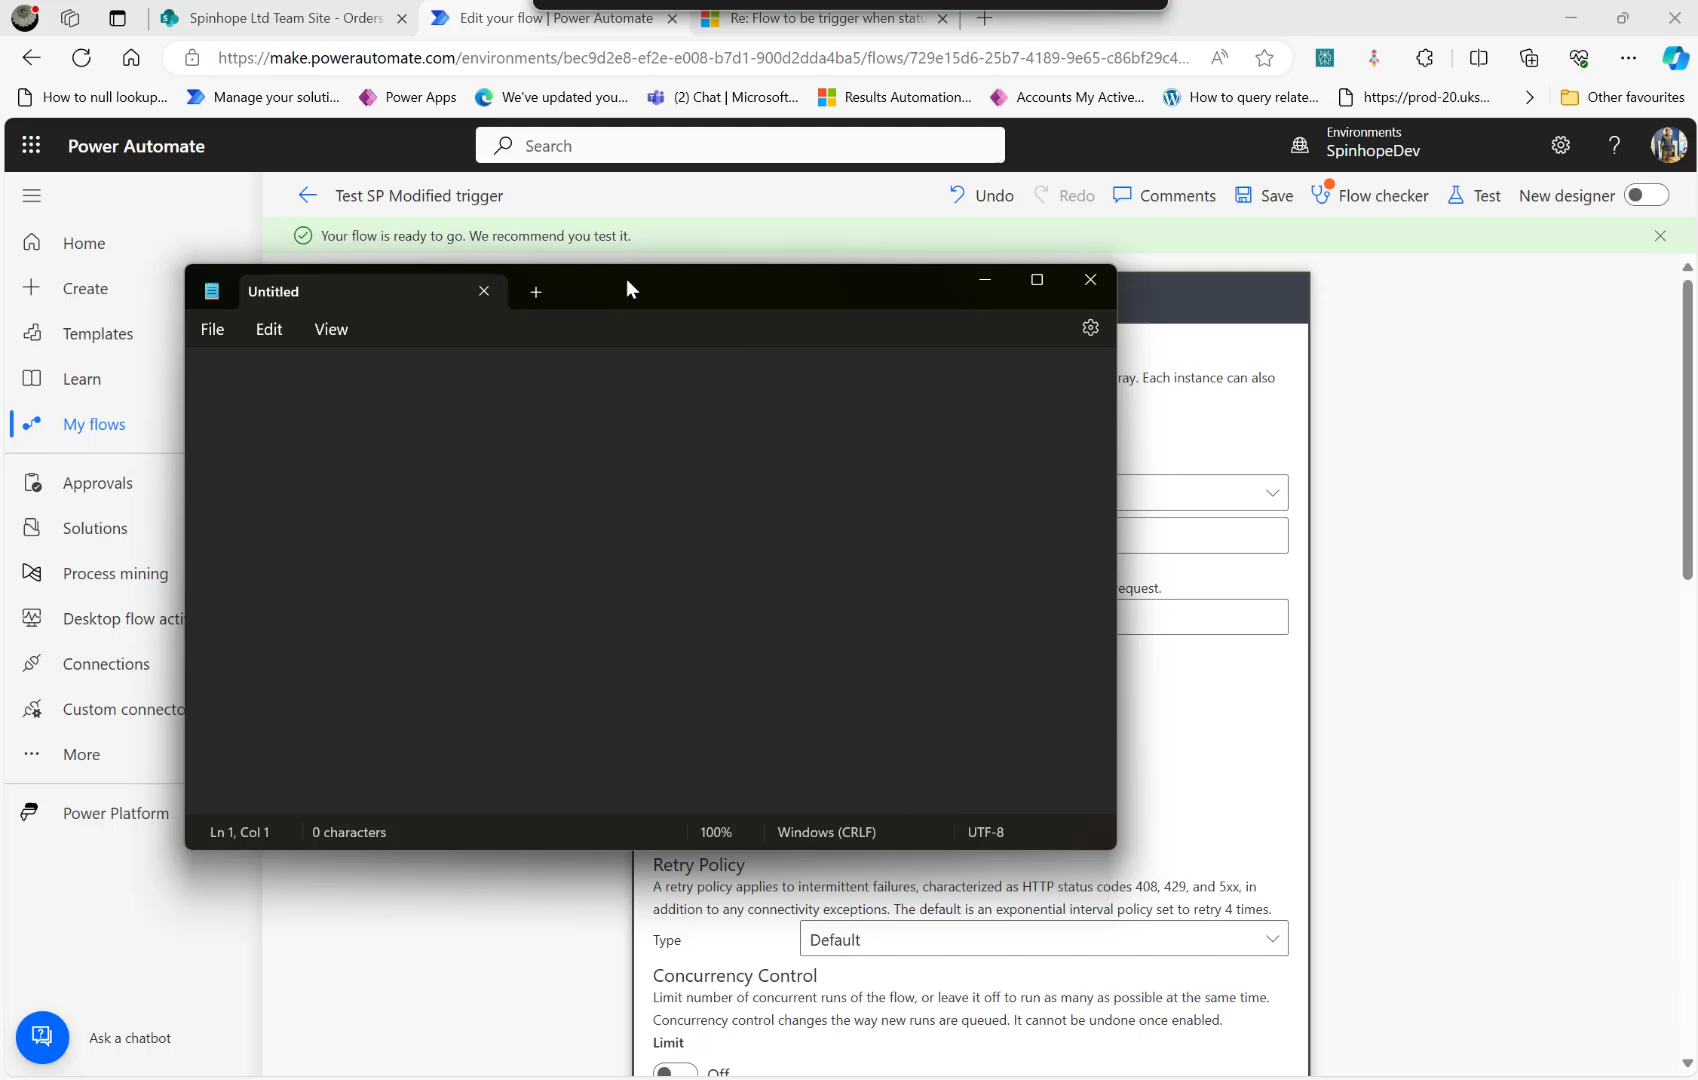 Spinhope Ltd Team Site - Orders
Edit your flow | Power Automate
Re: Flow to be trigger when statu
https://make.powerautomate.com/environments/bec9d2e8-ef2e-e008-b7d1-900d2dda4ba5/flows/729e15d6-25b7-4189-9e65-c86bf29c4...
How to null lookup...
Manage your soluti...
Power Apps
We've updated you...
(2) Chat | Microsoft...
Results Automation...
Accounts My Active...
How to query relate...
https://prod-20.uks...
Other favourites
Power Automate
Search
Environments
SpinhopeDev
Test SP Modified trigger
Undo
Redo
Comments
Save
Flow checker
Test
New designer
Your flow is ready to go. We recommend you test it.
Home
Create
Templates
Learn
My flows
Approvals
Solutions
Process mining
Desktop flow acti
Connections
Custom connecto
More
Power Platform
Ask a chatbot
Untitled
File
Edit
View
Ln 1, Col 1
0 characters
100%
Windows (CRLF)
UTF-8
ray. Each instance can also
equest.
Retry Policy
A retry policy applies to intermittent failures, characterized as HTTP status codes 408, 429, and 5xx, in
addition to any connectivity exceptions. The default is an exponential interval policy set to retry 4 times.
Type
Default
Concurrency Control
Limit number of concurrent runs of the flow, or leave it off to run as many as possible at the same time.
Concurrency control changes the way new runs are queued. It cannot be undone once enabled.
Limit
Off